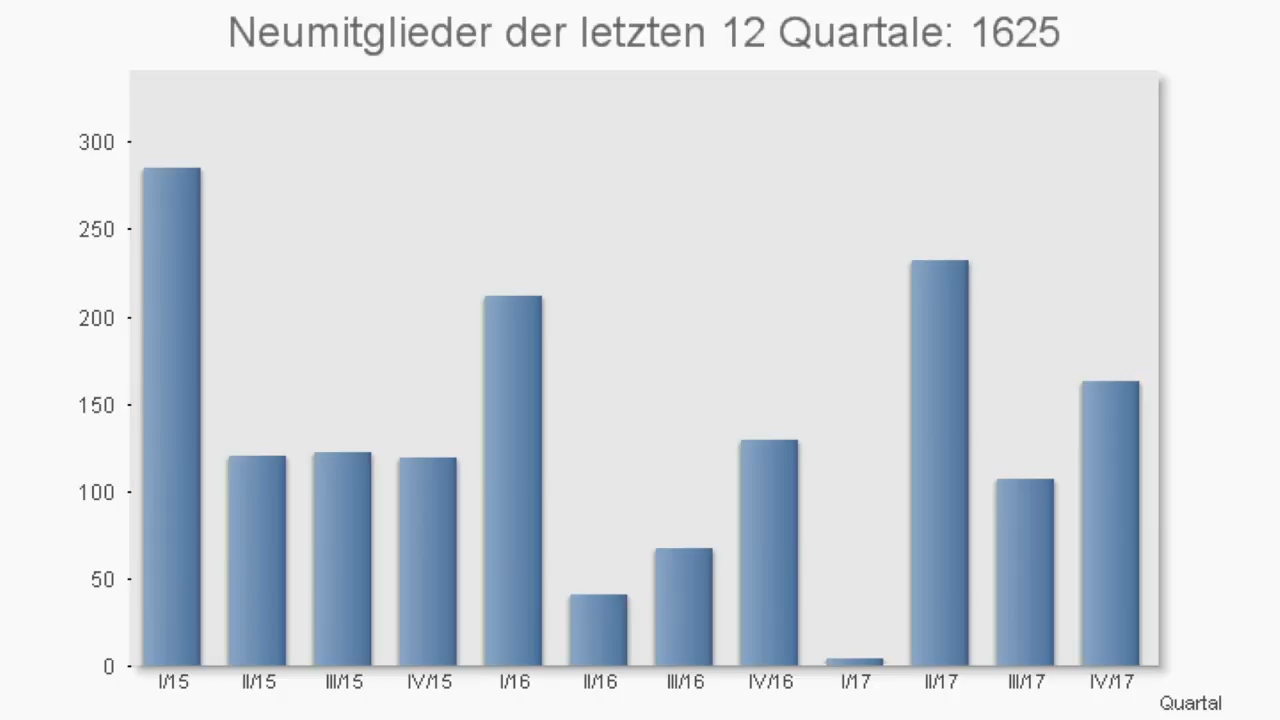 Neumitglieder der letzten 12 Quartale: 1625
300
250
200
150
100
50
0
I/15 II/15 III/15 IV/15 I/16 II/16 III/16 IV/16 I/17 II/17 III/17 IV/17
Quartal